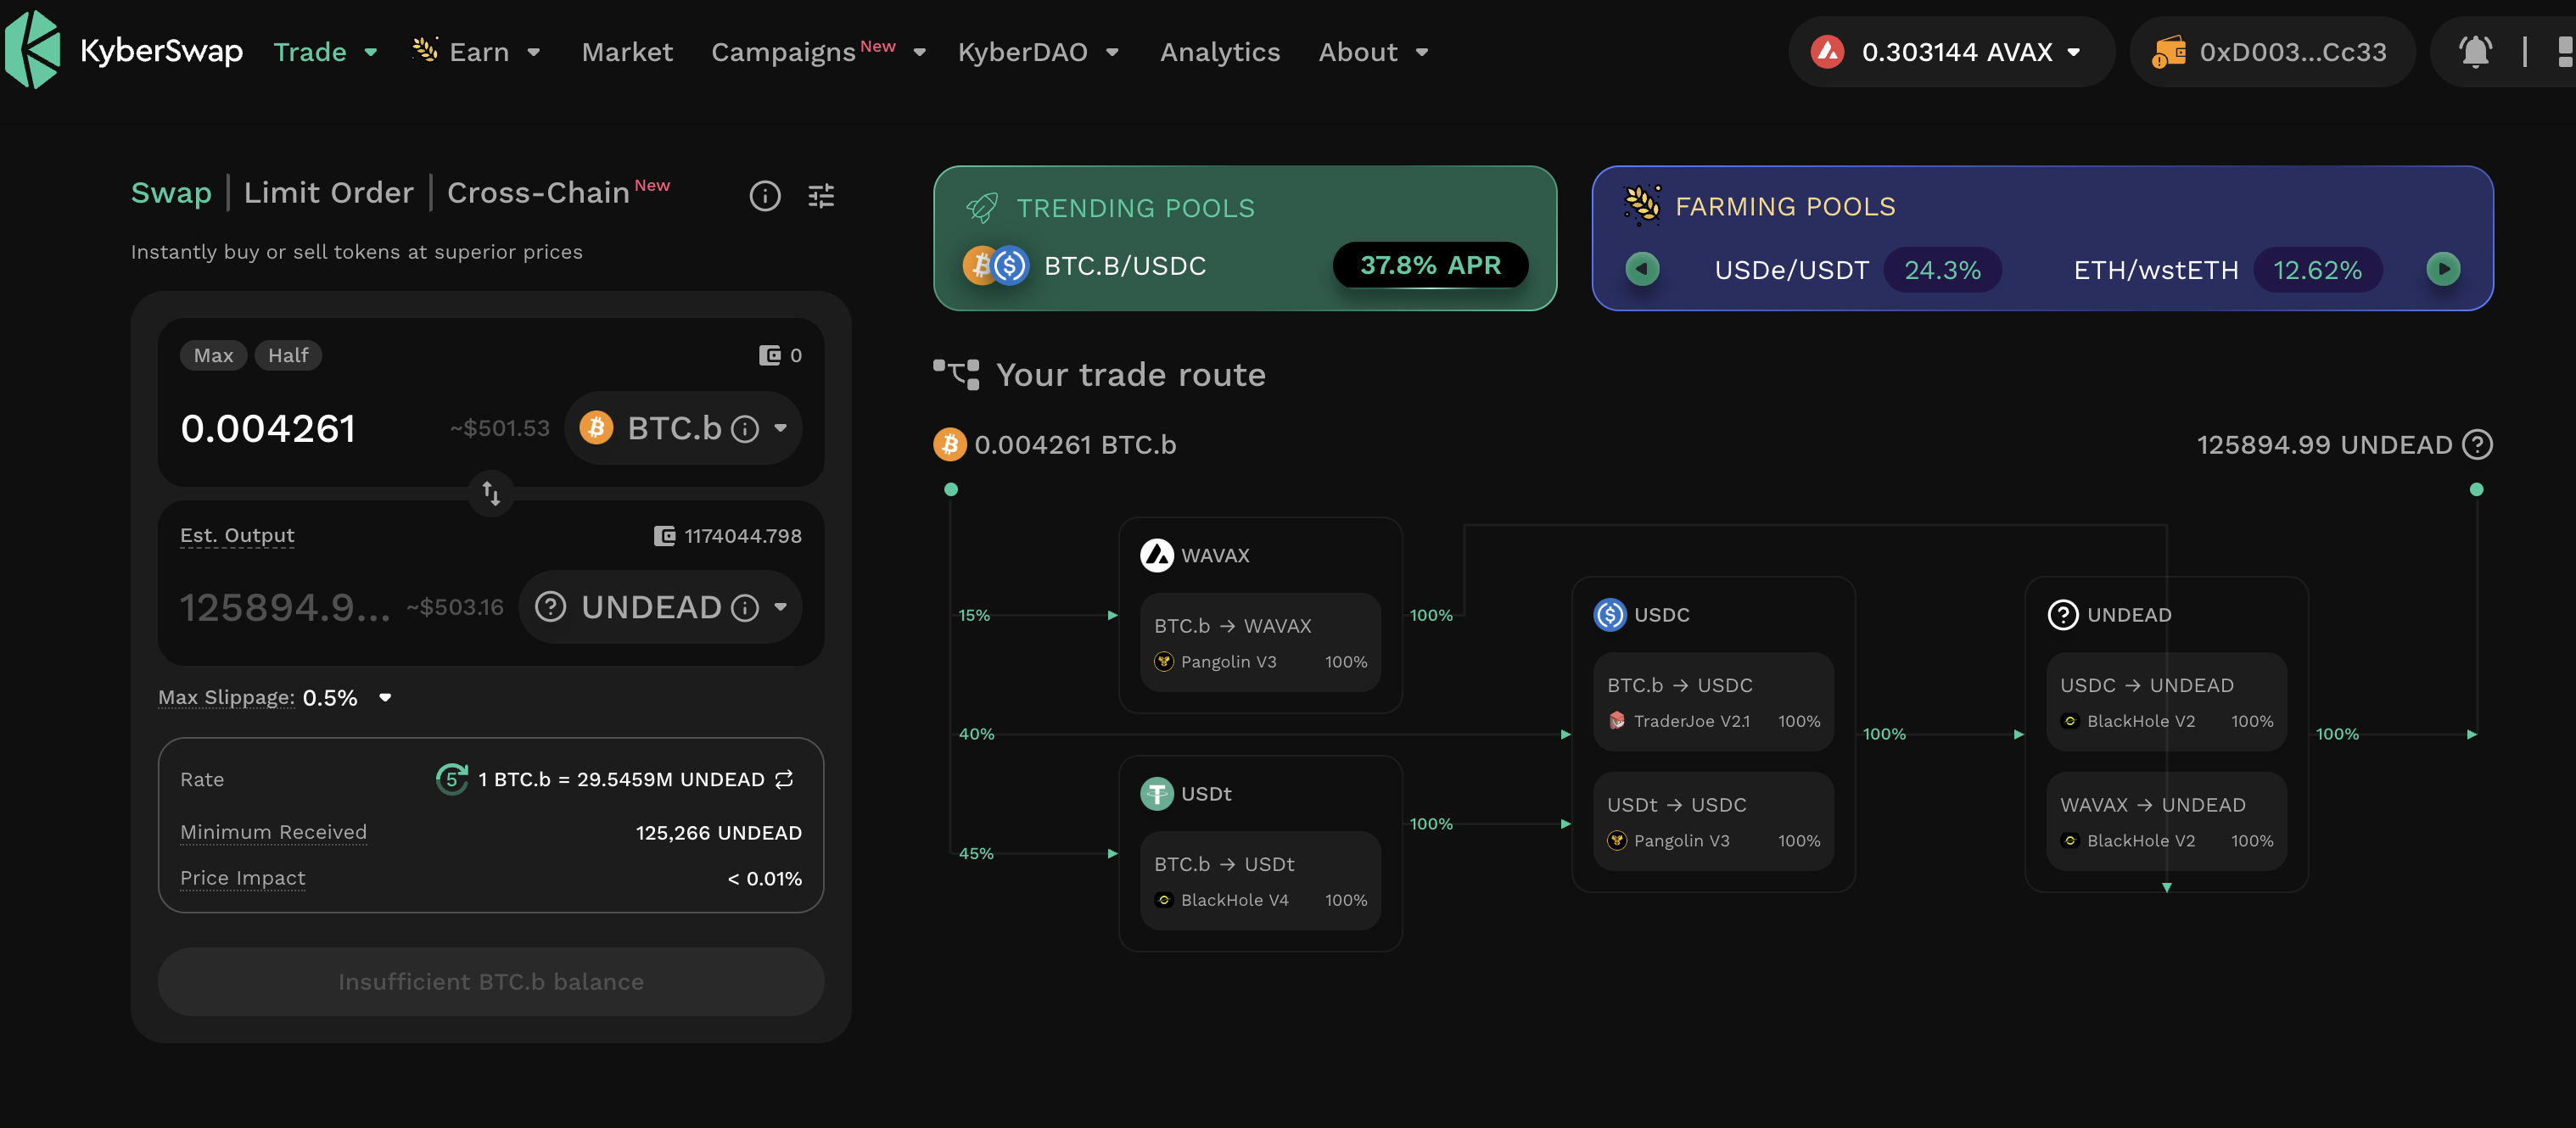 KyberSwap Trade Earn Market Campaigns New KyberDAO Analytics About 0.303144 AVAX 0xD003...Cc33
Swap | Limit Order | Cross-Chain New
Instantly buy or sell tokens at superior prices
Max Half 0
0.004261 ~$501.53 BTC.b
Est. Output 1174044.798
125894.9... ~$503.16 UNDEAD
Max Slippage: 0.5%
Rate 5 1 BTC.b = 29.5459M UNDEAD
Minimum Received 125,266 UNDEAD
Price Impact < 0.01%
Insufficient BTC.b balance
TRENDING POOLS
BTC.B/USDC 37.8% APR
FARMING POOLS
USDe/USDT 24.3% ETH/wstETH 12.62%
Your trade route
0.004261 BTC.b 125894.99 UNDEAD
15%
WAVAX
BTC.b → WAVAX
Pangolin V3 100%
100%
40%
45%
USDt
BTC.b → USDt
BlackHole V4 100%
100%
USDC
BTC.b → USDC
TraderJoe V2.1 100%
USDt → USDC
Pangolin V3 100%
100%
UNDEAD
USDC → UNDEAD
BlackHole V2 100%
WAVAX → UNDEAD
BlackHole V2 100%
100%